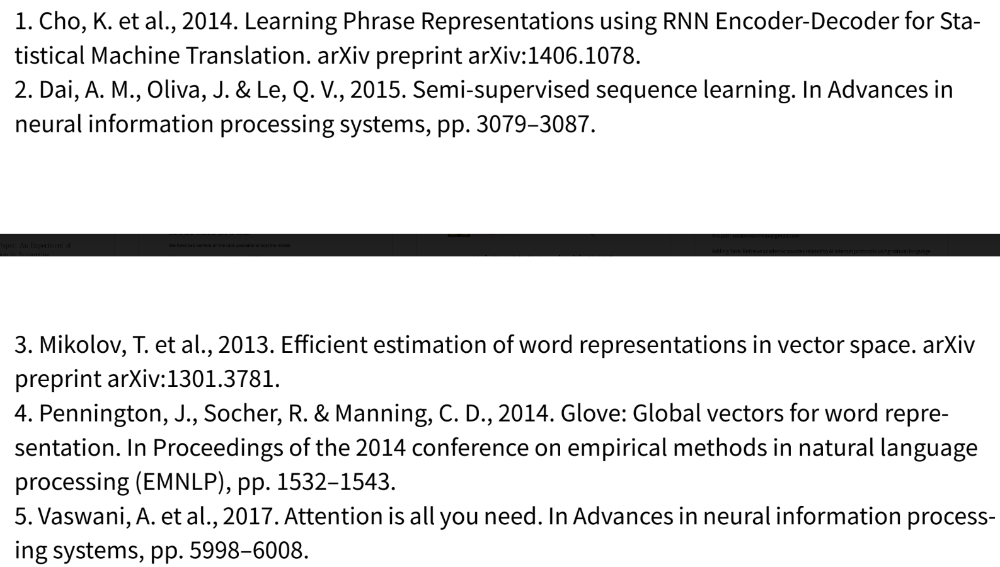 1. Cho, K. et al., 2014. Learning Phrase Representations using RNN Encoder-Decoder for Sta-
tistical Machine Translation. arXiv preprint arXiv:1406.1078.
2. Dai, A. M., Oliva, J. & Le, Q. V., 2015. Semi-supervised sequence learning. In Advances in
neural information processing systems, pp. 3079–3087.
Paper: An Experiment of
We have two servers on the rack available to host the model.
Adding Task: Retrieve academic sources related to AI internet protocols using natural language
3. Mikolov, T. et al., 2013. Efficient estimation of word representations in vector space. arXiv
preprint arXiv:1301.3781.
4. Pennington, J., Socher, R. & Manning, C. D., 2014. Glove: Global vectors for word repre-
sentation. In Proceedings of the 2014 conference on empirical methods in natural language
processing (EMNLP), pp. 1532–1543.
5. Vaswani, A. et al., 2017. Attention is all you need. In Advances in neural information process-
ing systems, pp. 5998–6008.